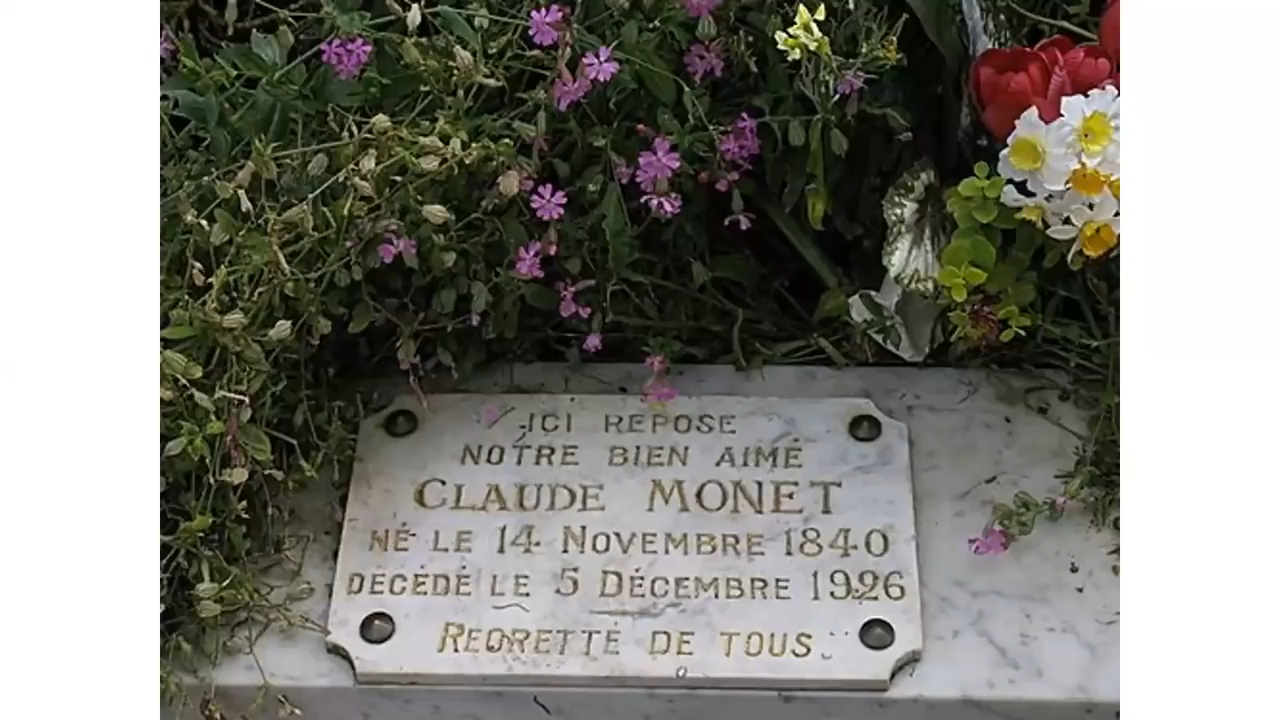 ICI REPOSE
NOTRE BIEN AIMÉ
CLAUDE MONET
NÉ LE 14 NOVEMBRE 1840
DÉCÉDÉ LE 5 DÉCEMBRE 1926
REGRETTÉ DE TOUS